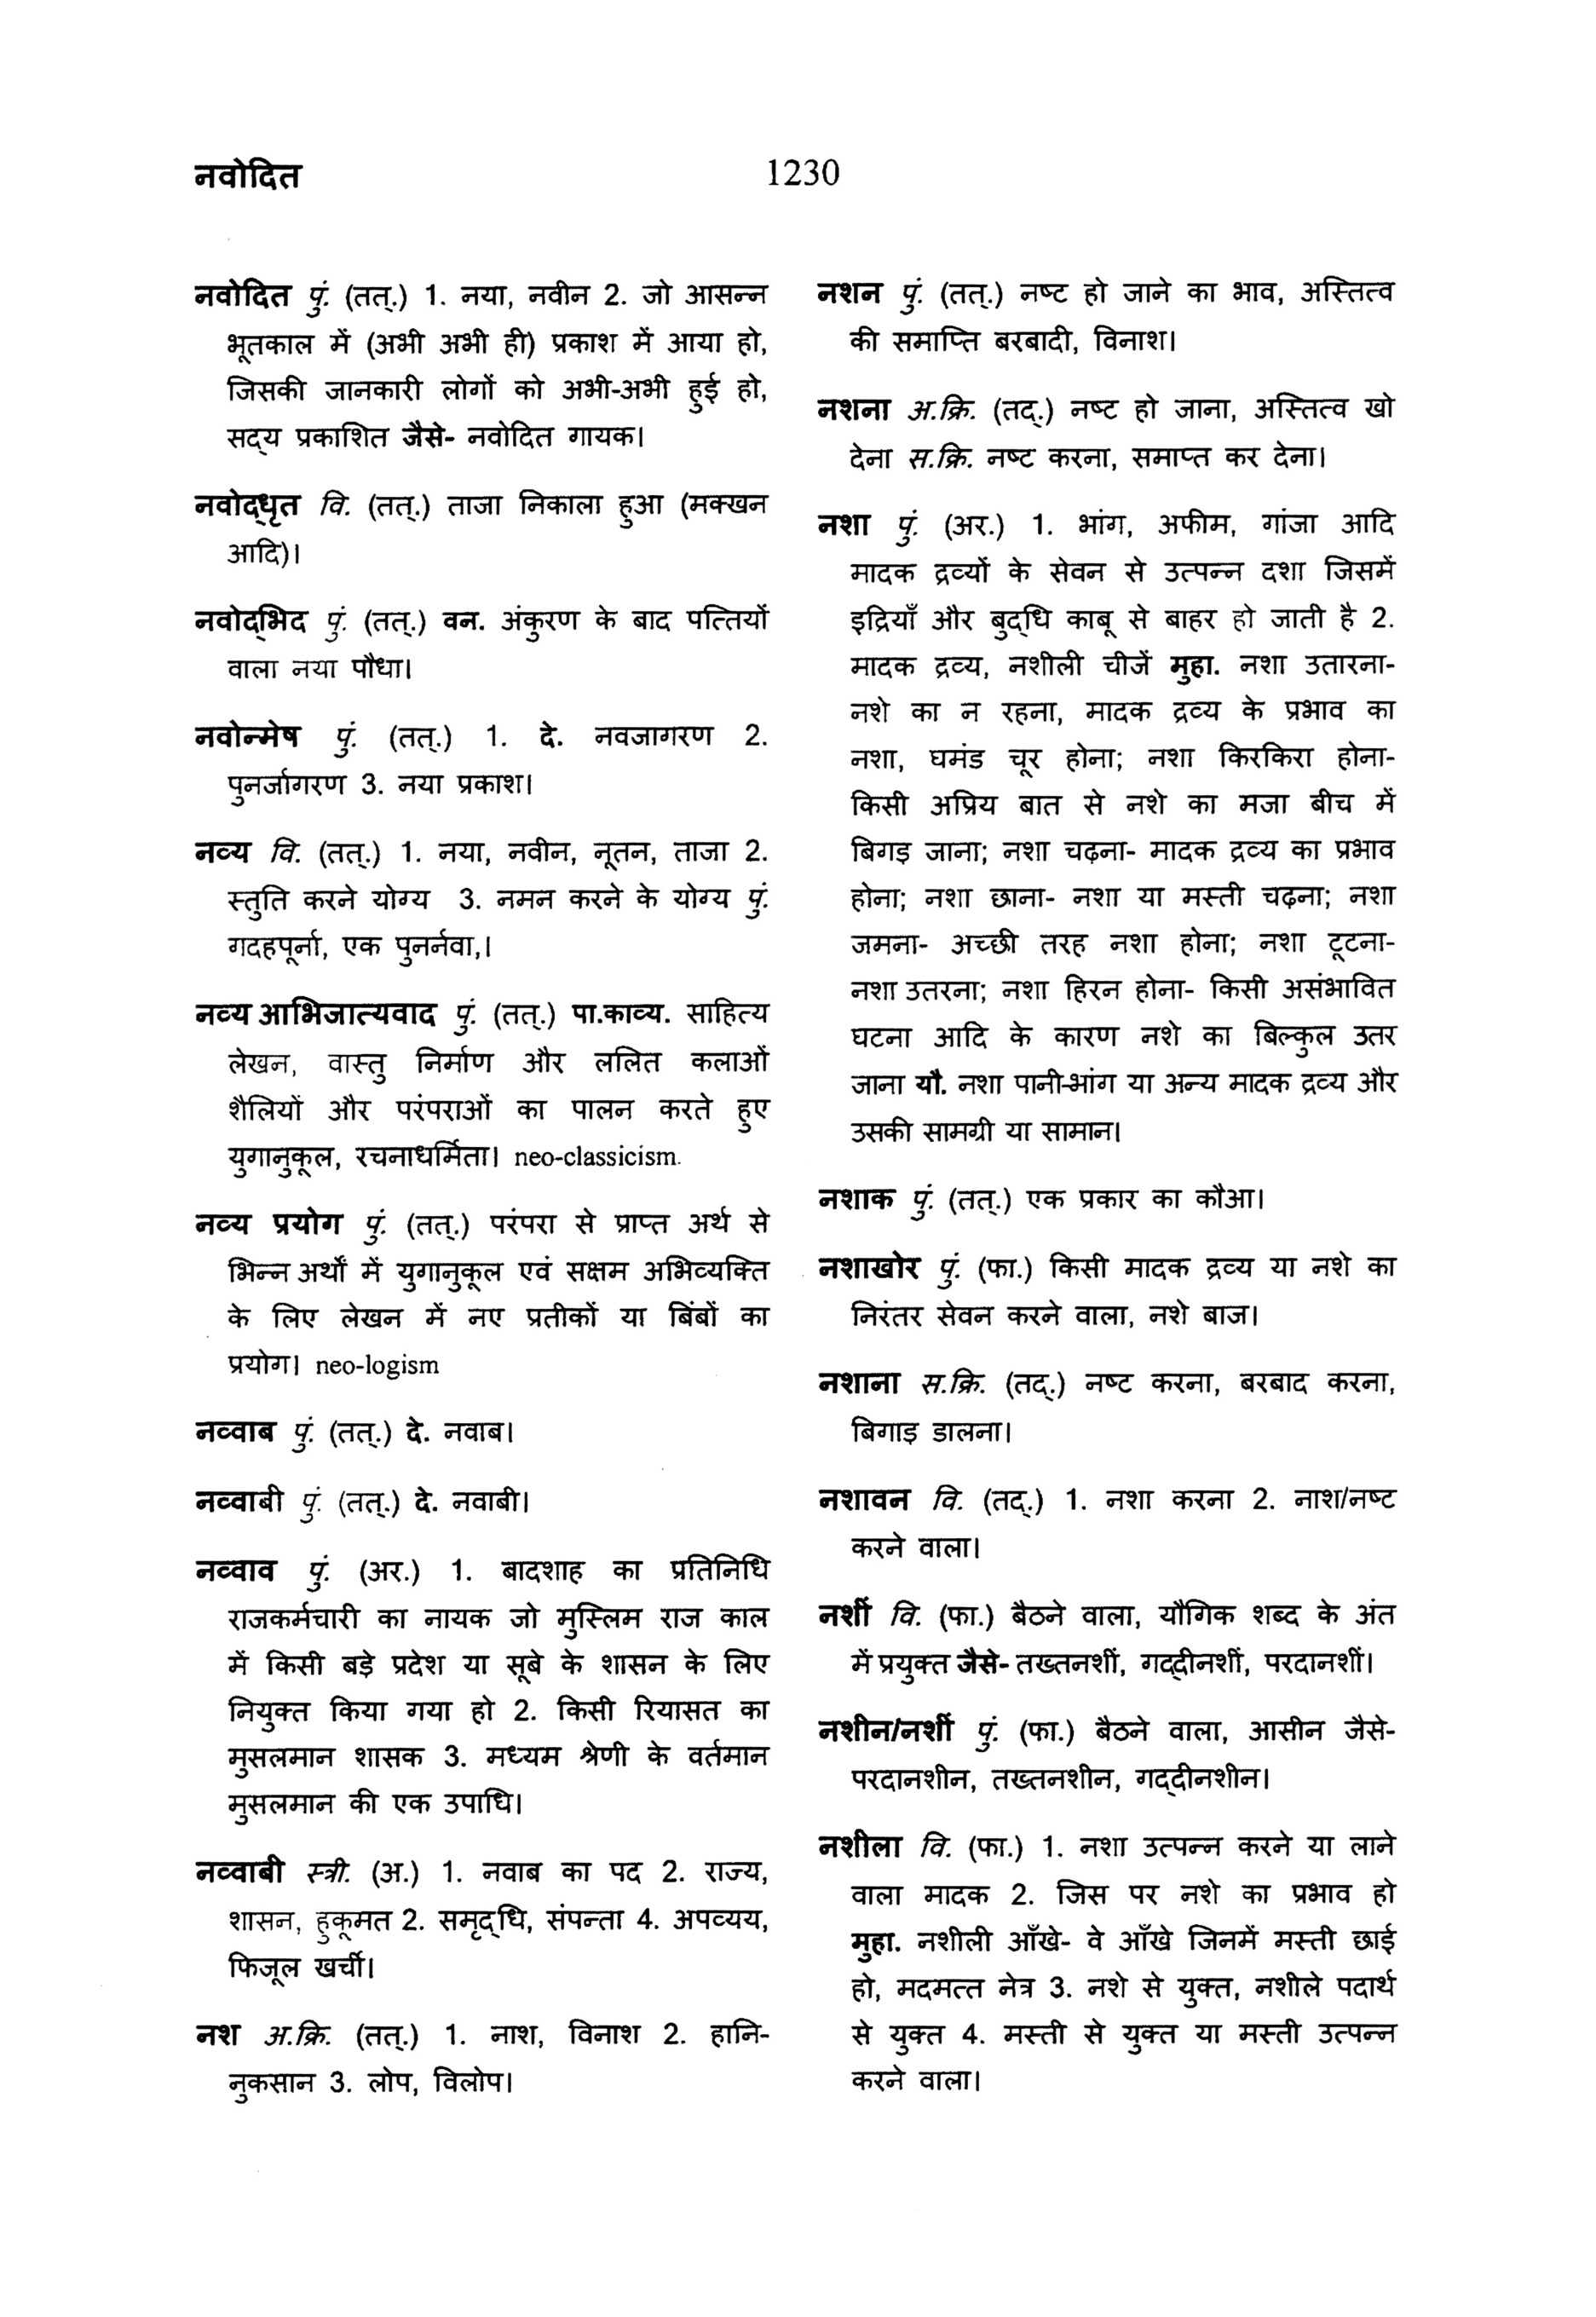 नवोदित
1230
नवोदित पुं. (तत्.) 1. नया, नवीन 2. जो आसन्न
भूतकाल में (अभी अभी ही) प्रकाश में आया हो,
जिसकी जानकारी लोगों को अभी-अभी हुई हो,
सद्‌य प्रकाशित जैसे- नवोदित गायक।
नवोद्‌धृत वि. (तत्.) ताजा निकाला हुआ (मक्खन
आदि)।
नवोद्‌भिद पुं. (तत्.) वन. अंकुरण के बाद पत्तियों
वाला नया पौधा।
नवोन्मेष पुं. (तत्.) 1. दे. नवजागरण 2.
पुनर्जागरण 3. नया प्रकाश।
नव्य वि. (तत्.) 1. नया, नवीन, नूतन, ताजा 2.
स्तुति करने योग्य 3. नमन करने के योग्य पुं.
गदहपूर्ना, एक पुनर्नवा,।
नव्य आभिजात्यवाद पुं. (तत्.) पा.काव्य. साहित्य
लेखन, वास्तु निर्माण और ललित कलाओं
शैलियों और परंपराओं का पालन करते हुए
युगानुकूल, रचनाधर्मिता। neo-classicism.
नव्य प्रयोग पुं. (तत्.) परंपरा से प्राप्त अर्थ से
भिन्न अर्थों में युगानुकूल एवं सक्षम अभिव्यक्ति
के लिए लेखन में नए प्रतीकों या बिंबों का
प्रयोग। neo-logism
नव्वाब पुं. (तत्.) दे. नवाब।
नव्वाबी पुं. (तत्.) दे. नवाबी।
नव्वाव पुं. (अर.) 1. बादशाह का प्रतिनिधि
राजकर्मचारी का नायक जो मुस्लिम राज काल
में किसी बड़े प्रदेश या सूबे के शासन के लिए
नियुक्त किया गया हो 2. किसी रियासत का
मुसलमान शासक 3. मध्यम श्रेणी के वर्तमान
मुसलमान की एक उपाधि।
नव्वाबी स्त्री. (अ.) 1. नवाब का पद 2. राज्य,
शासन, हुकूमत 2. समृद्‌धि, संपन्ता 4. अपव्यय,
फिजूल खर्ची।
नश अ.क्रि. (तत्.) 1. नाश, विनाश 2. हानि-
नुकसान 3. लोप, विलोप।
नशन पुं. (तत्.) नष्ट हो जाने का भाव, अस्तित्व
की समाप्ति बरबादी, विनाश।
नशना अ.क्रि. (तद्.) नष्ट हो जाना, अस्तित्व खो
देना स.क्रि. नष्ट करना, समाप्त कर देना।
नशा पुं. (अर.) 1. भांग, अफीम, गांजा आदि
मादक द्रव्यों के सेवन से उत्पन्न दशा जिसमें
इद्रियाँ और बुद्‌धि काबू से बाहर हो जाती है 2.
मादक द्रव्य, नशीली चीजें मुहा. नशा उतारना-
नशे का न रहना, मादक द्रव्य के प्रभाव का
नशा, घमंड चूर होना; नशा किरकिरा होना-
किसी अप्रिय बात से नशे का मजा बीच में
बिगड़ जाना; नशा चढ़ना- मादक द्रव्य का प्रभाव
होना; नशा छाना- नशा या मस्ती चढ़ना; नशा
जमना- अच्छी तरह नशा होना; नशा टूटना-
नशा उतरना; नशा हिरन होना- किसी असंभावित
घटना आदि के कारण नशे का बिल्कुल उतर
जाना यौ. नशा पानी-भांग या अन्य मादक द्रव्य और
उसकी सामग्री या सामान।
नशाक पुं. (तत्.) एक प्रकार का कौआ।
नशाखोर पुं. (फा.) किसी मादक द्रव्य या नशे का
निरंतर सेवन करने वाला, नशे बाज।
नशाना स.क्रि. (तद्.) नष्ट करना, बरबाद करना,
बिगाड़ डालना।
नशावन वि. (तद्.) 1. नशा करना 2. नाश/नष्ट
करने वाला।
नशीं वि. (फा.) बैठने वाला, यौगिक शब्द के अंत
में प्रयुक्त जैसे- तख्तनशीं, गद्‌दीनशीं, परदानशीं।
नशीन/नशीं पुं. (फा.) बैठने वाला, आसीन जैसे-
परदानशीन, तख्तनशीन, गद्‌दीनशीन।
नशीला वि. (फा.) 1. नशा उत्पन्न करने या लाने
वाला मादक 2. जिस पर नशे का प्रभाव हो
मुहा. नशीली आँखे- वे आँखे जिनमें मस्ती छाई
हो, मदमत्त नेत्र 3. नशे से युक्त, नशीले पदार्थ
से युक्त 4. मस्ती से युक्त या मस्ती उत्पन्न
करने वाला।